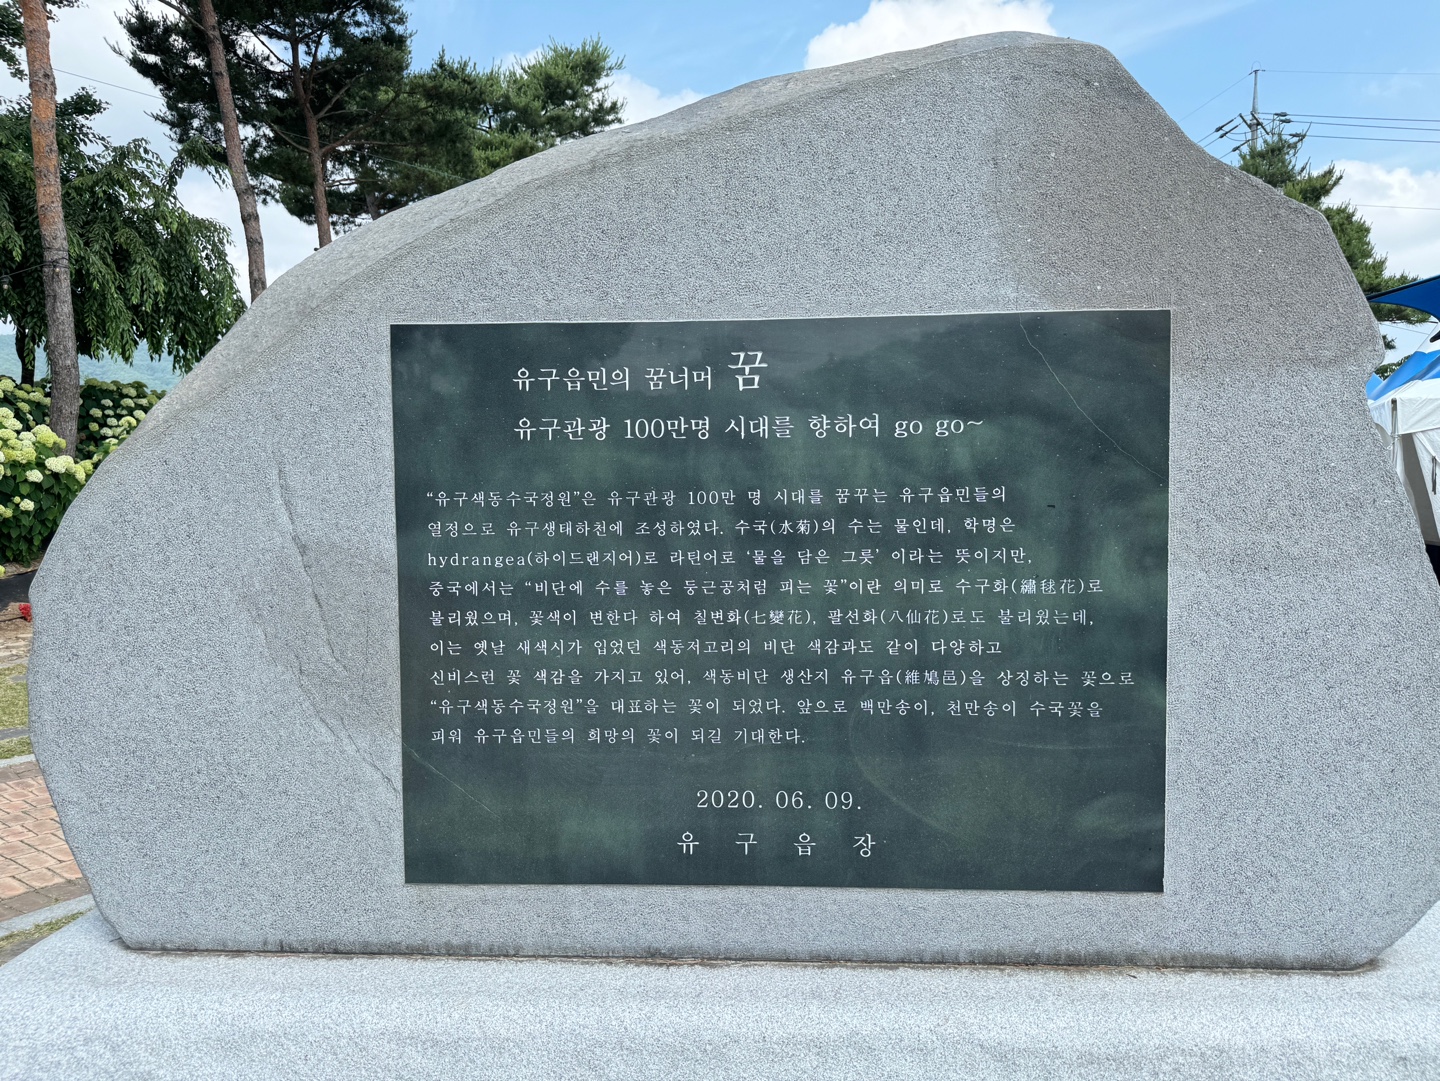 유구읍민의 꿈너머 꿈
유구관광 100만명 시대를 향하여 go go~
“유구색동수국정원”은 유구관광 100만 명 시대를 꿈꾸는 유구읍민들의
열정으로 유구생태하천에 조성하였다. 수국(水菊)의 수는 물인데, 학명은
hydrangea(하이드랜지어)로 라틴어로 ‘물을 담은 그릇’ 이라는 뜻이지만,
중국에서는 “비단에 수를 놓은 둥근공처럼 피는 꽃”이란 의미로 수구화(繡毬花)로
불리웠으며, 꽃색이 변한다 하여 칠변화(七變花), 팔선화(八仙花)로도 불리웠는데,
이는 옛날 새색시가 입었던 색동저고리의 비단 색감과도 같이 다양하고
신비스런 꽃 색감을 가지고 있어, 색동비단 생산지 유구읍(維鳩邑)을 상징하는 꽃으로
“유구색동수국정원”을 대표하는 꽃이 되었다. 앞으로 백만송이, 천만송이 수국꽃을
피워 유구읍민들의 희망의 꽃이 되길 기대한다.
2020. 06. 09.
유 구 읍 장